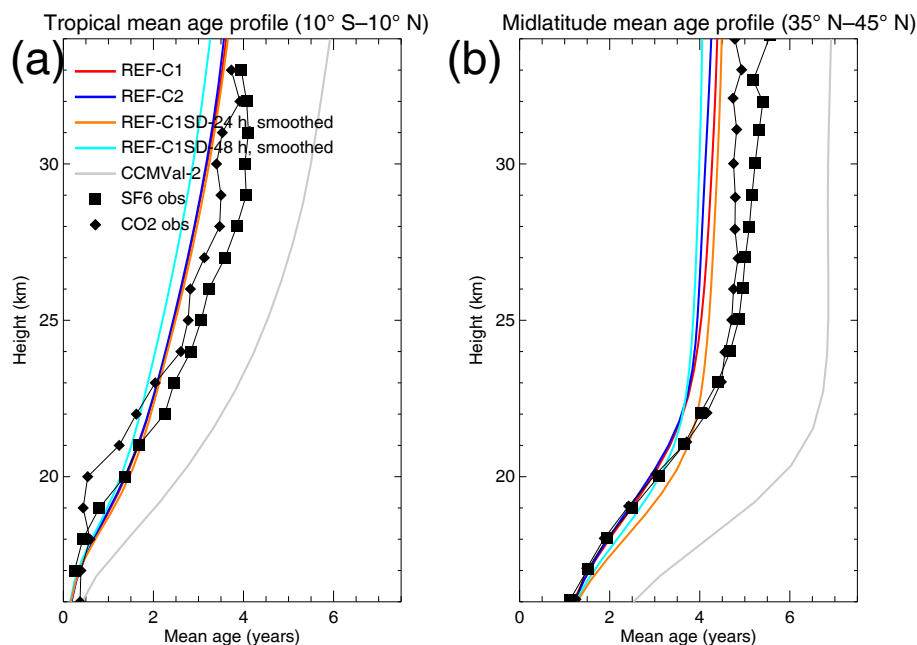 Tropical mean age profile (10° S–10° N)
(a)
REF-C1
REF-C2
REF-C1SD-24 h, smoothed
REF-C1SD-48 h, smoothed
CCMVal-2
SF6 obs
CO2 obs
Height (km)
30
25
20
0 2 4 6
Mean age (years)
Midlatitude mean age profile (35° N–45° N)
(b)
Height (km)
30
25
20
0 2 4 6
Mean age (years)